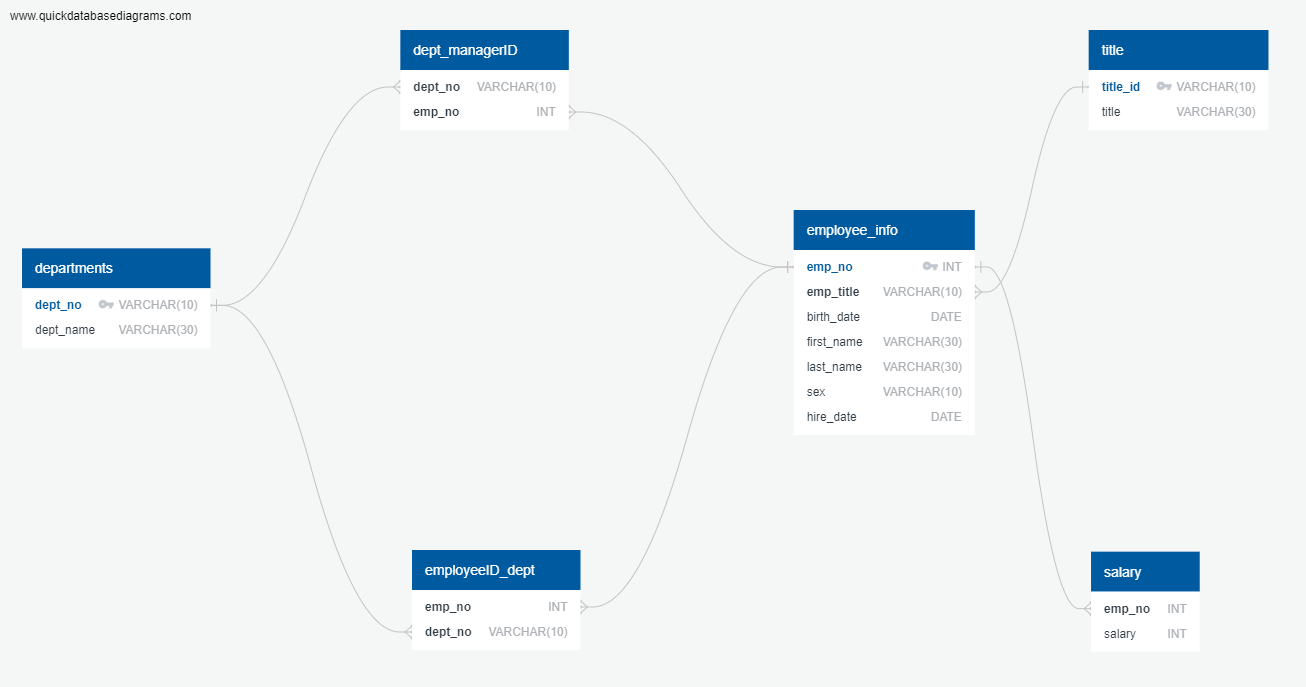 www.quickdatabasediagrams.com
dept_managerID
dept_no VARCHAR(10)
emp_no INT
title
title_id VARCHAR(10)
title VARCHAR(30)
departments
dept_no VARCHAR(10)
dept_name VARCHAR(30)
employee_info
emp_no INT
emp_title VARCHAR(10)
birth_date DATE
first_name VARCHAR(30)
last_name VARCHAR(30)
sex VARCHAR(10)
hire_date DATE
employeeID_dept
emp_no INT
dept_no VARCHAR(10)
salary
emp_no INT
salary INT